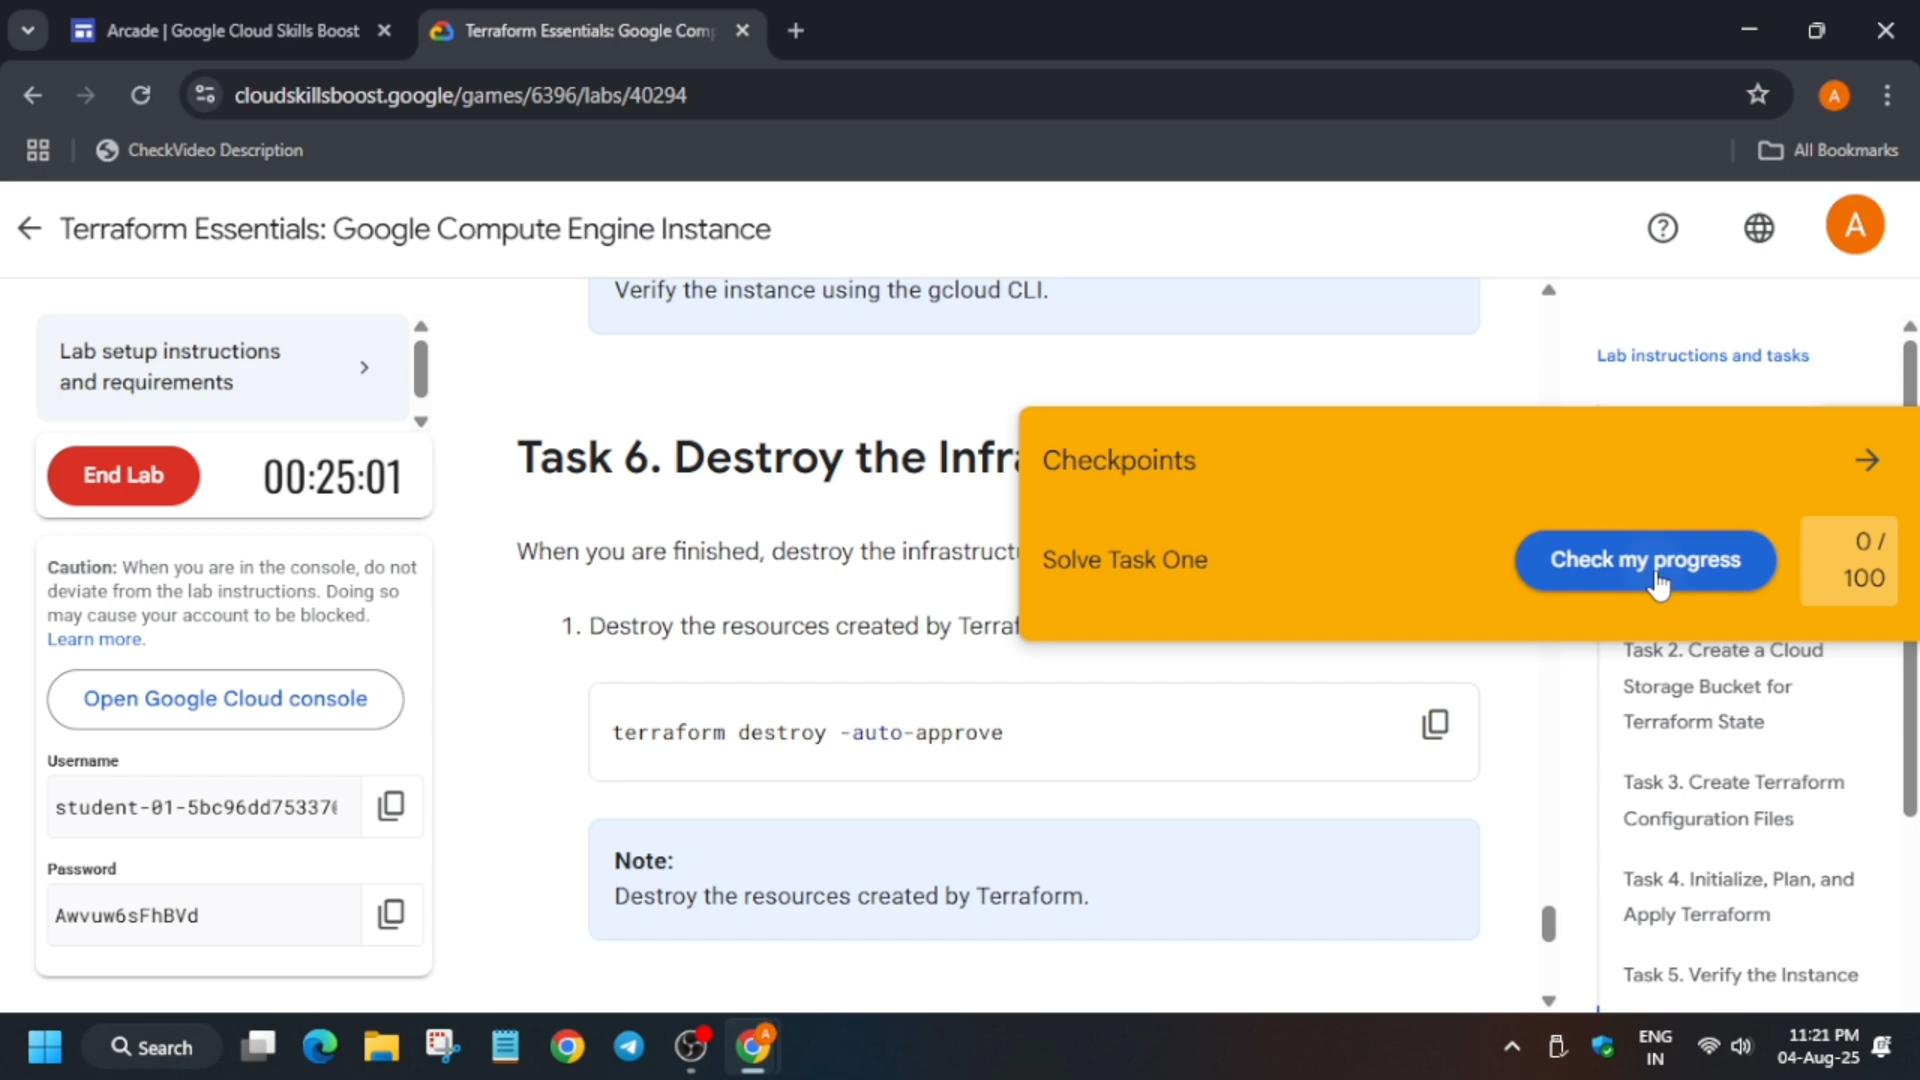 Arcade | Google Cloud Skills Boost
Terraform Essentials: Google Comp
cloudskillsboost.google/games/6396/labs/40294
A
CheckVideo Description
All Bookmarks
Terraform Essentials: Google Compute Engine Instance
A
Verify the instance using the gcloud CLI.
Lab setup instructions
and requirements
End Lab
00:25:01
Caution: When you are in the console, do not
deviate from the lab instructions. Doing so
may cause your account to be blocked.
Learn more.
Open Google Cloud console
Username
student-01-5bc96dd75337
Password
Awvuw6sFhBVd
Task 6. Destroy the Infra
When you are finished, destroy the infrastruct
1. Destroy the resources created by Terraf
terraform destroy -auto-approve
Note:
Destroy the resources created by Terraform.
Lab instructions and tasks
Checkpoints
Solve Task One
Check my progress
0 /
100
Task 2. Create a Cloud
Storage Bucket for
Terraform State
Task 3. Create Terraform
Configuration Files
Task 4. Initialize, Plan, and
Apply Terraform
Task 5. Verify the Instance
Search
A
ENG
IN
11:21 PM
04-Aug-25